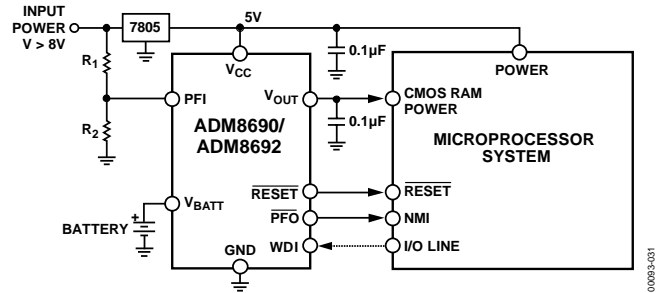 INPUT
POWER
V > 8V
7805
5V
R1
R2
0.1µF
VCC
POWER
PFI
VOUT
CMOS RAM
POWER
0.1µF
ADM8690/
ADM8692
MICROPROCESSOR
SYSTEM
RESET
RESET
VBATT
BATTERY
+
PFO
NMI
GND
WDI
I/O LINE
00093-031